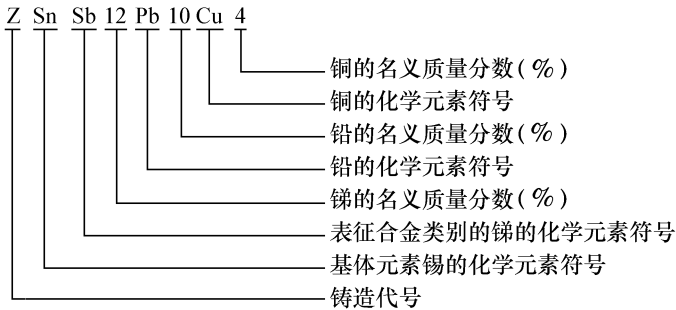 Z Sn Sb 12 Pb 10 Cu 4
铜的名义质量分数(%)
铜的化学元素符号
铅的名义质量分数(%)
铅的化学元素符号
锑的名义质量分数(%)
表征合金类别的锑的化学元素符号
基体元素锡的化学元素符号
铸造代号